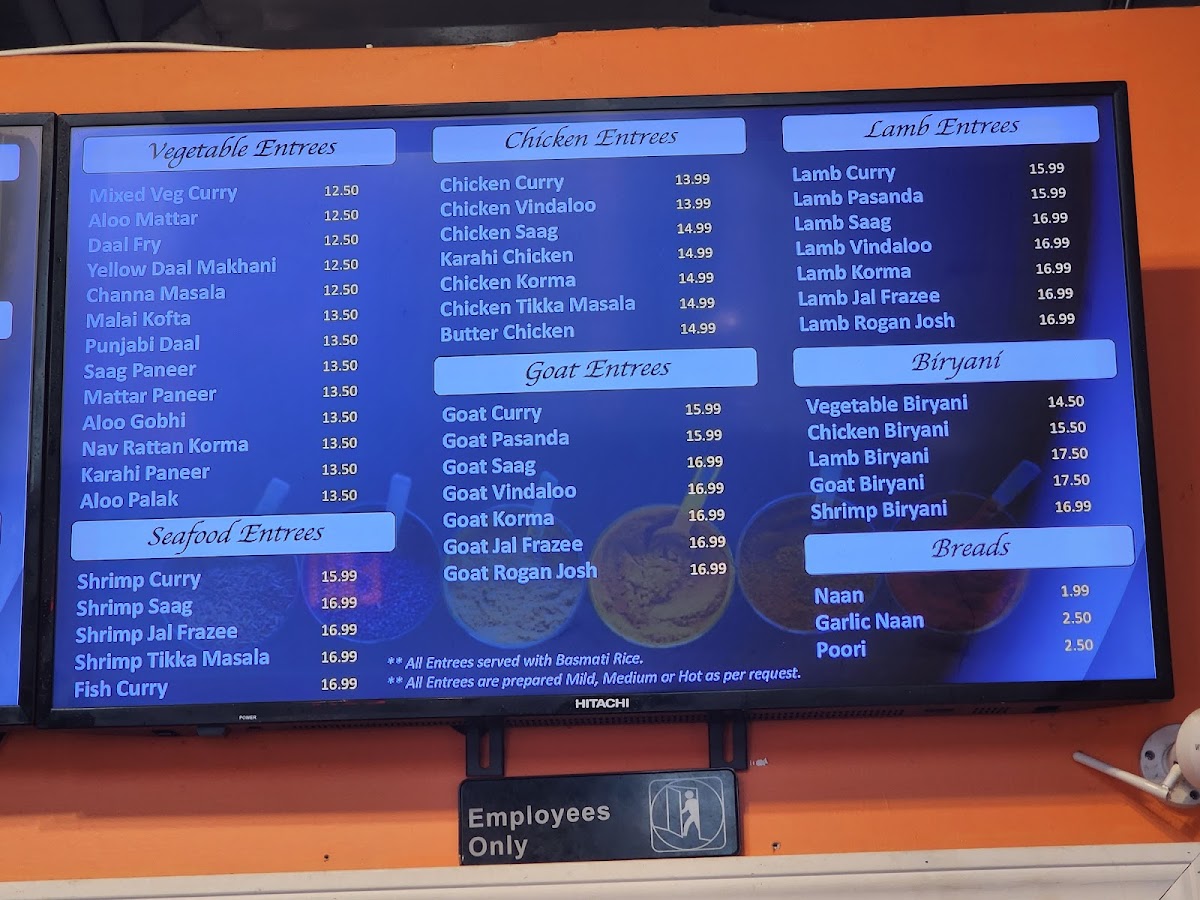 Vegetable Entrees
Mixed Veg Curry 12.50
Aloo Mattar 12.50
Daal Fry 12.50
Yellow Daal Makhani 12.50
Channa Masala 12.50
Malai Kofta 13.50
Punjabi Daal 13.50
Saag Paneer 13.50
Mattar Paneer 13.50
Aloo Gobhi 13.50
Nav Rattan Korma 13.50
Karahi Paneer 13.50
Aloo Palak 13.50
Seafood Entrees
Shrimp Curry 15.99
Shrimp Saag 16.99
Shrimp Jal Frazee 16.99
Shrimp Tikka Masala 16.99
Fish Curry 16.99
Chicken Entrees
Chicken Curry 13.99
Chicken Vindaloo 13.99
Chicken Saag 14.99
Karahi Chicken 14.99
Chicken Korma 14.99
Chicken Tikka Masala 14.99
Butter Chicken 14.99
Goat Entrees
Goat Curry 15.99
Goat Pasanda 15.99
Goat Saag 16.99
Goat Vindaloo 16.99
Goat Korma 16.99
Goat Jal Frazee 16.99
Goat Rogan Josh 16.99
Lamb Entrees
Lamb Curry 15.99
Lamb Pasanda 15.99
Lamb Saag 16.99
Lamb Vindaloo 16.99
Lamb Korma 16.99
Lamb Jal Frazee 16.99
Lamb Rogan Josh 16.99
Biryani
Vegetable Biryani 14.50
Chicken Biryani 15.50
Lamb Biryani 17.50
Goat Biryani 17.50
Shrimp Biryani 16.99
Breads
Naan 1.99
Garlic Naan 2.50
Poori 2.50
** All Entrees served with Basmati Rice.
** All Entrees are prepared Mild, Medium or Hot as per request.
HITACHI
POWER
Employees
Only